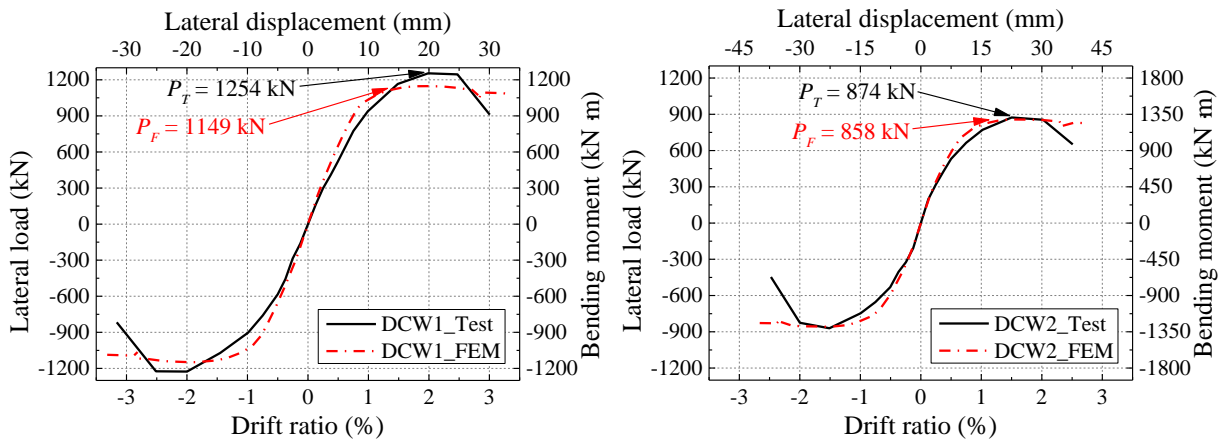 Lateral displacement (mm)
-30 -20 -10 0 10 20 30
1200 900 600 300 0 -300 -600 -900 -1200
Lateral load (kN)
P_T = 1254 kN
P_F = 1149 kN
DCW1_Test
DCW1_FEM
1200 900 600 300 0 -300 -600 -900 -1200
Bending moment (kN·m)
-3 -2 -1 0 1 2 3
Drift ratio (%)
Lateral displacement (mm)
-45 -30 -15 0 15 30 45
1200 900 600 300 0 -300 -600 -900 -1200
Lateral load (kN)
P_T = 874 kN
P_F = 858 kN
DCW2_Test
DCW2_FEM
1800 1350 900 450 0 -450 -900 -1350 -1800
Bending moment (kN·m)
-3 -2 -1 0 1 2 3
Drift ratio (%)